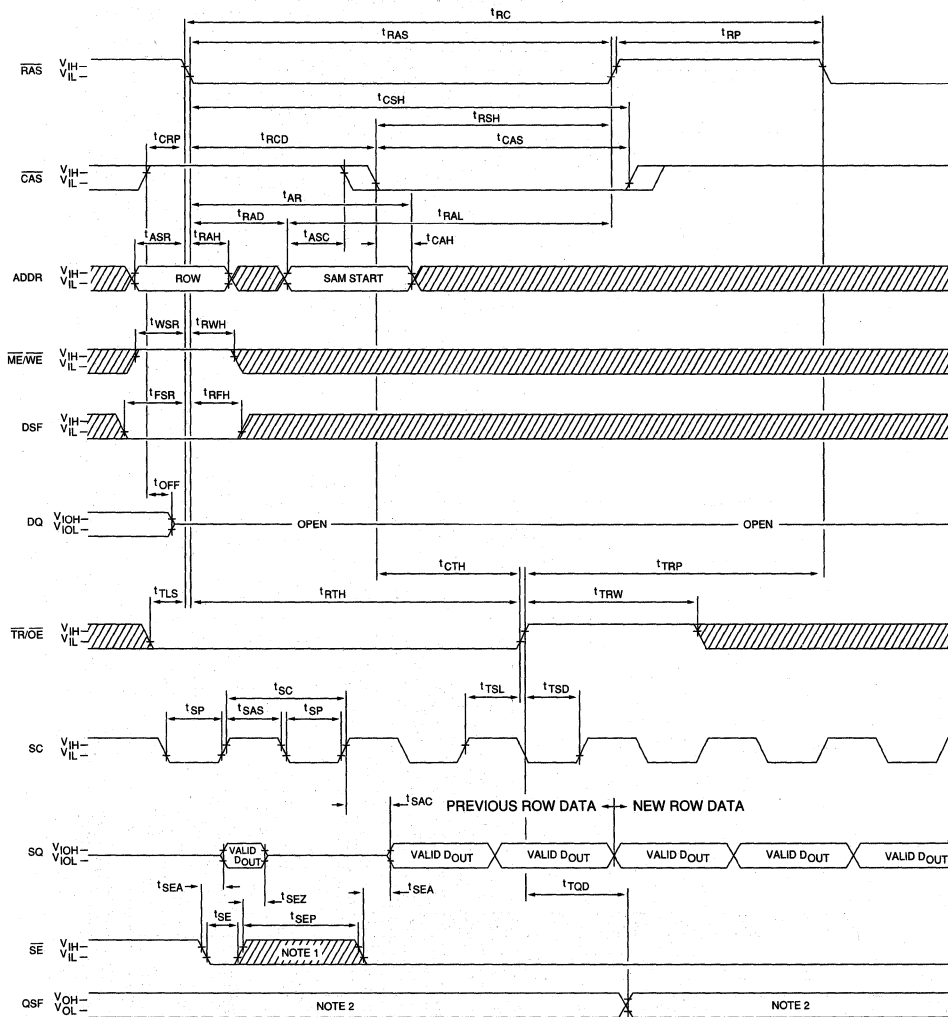 tRC
tRAS tRP
RAS VIH VIL
tCSH
tRSH
tCRP tRCD tCAS
CAS VIH VIL
tAR
tRAD tRAL
tASR tRAH tASC tCAH
ADDR VIH VIL ROW SAM START
tWSR tRWH
ME/WE VIH VIL
tFSR tRFH
DSF VIH VIL
tOFF
DQ VIOH VIOL OPEN OPEN
tCTH tTRP
tTLS tRTH tTRW
TR/OE VIH VIL
tSC
tSP tSAS tSP tTSL tTSD
SC VIH VIL
tSAC PREVIOUS ROW DATA NEW ROW DATA
SQ VIOH VIOL VALID DOUT VALID DOUT VALID DOUT VALID DOUT VALID DOUT VALID DOUT
tSEA tSEZ tSEA tTQD
tSE tSEP
SE VIH VIL NOTE 1
QSF VOH VOL NOTE 2 NOTE 2